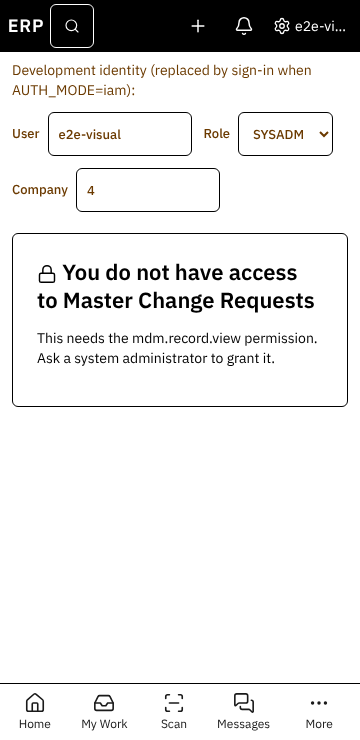 ERP
e2e-vi...
Development identity (replaced by sign-in when
AUTH_MODE=iam):
User e2e-visual Role SYSADM
Company 4
You do not have access
to Master Change Requests
This needs the mdm.record.view permission.
Ask a system administrator to grant it.
Home My Work Scan Messages More